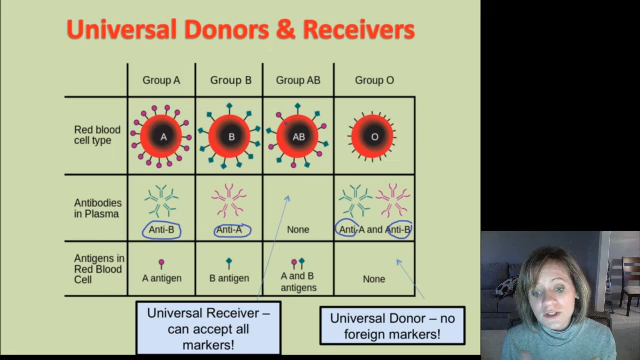 Universal Donors & Receivers
Group A
Group B
Group AB
Group O
Red blood
cell type
A
B
AB
O
Antibodies
in Plasma
Anti-B
Anti-A
None
Anti-A and Anti-B
Antigens in
Red Blood
Cell
A antigen
B antigen
A and B
antigens
None
Universal Receiver –
can accept all
markers!
Universal Donor – no
foreign markers!